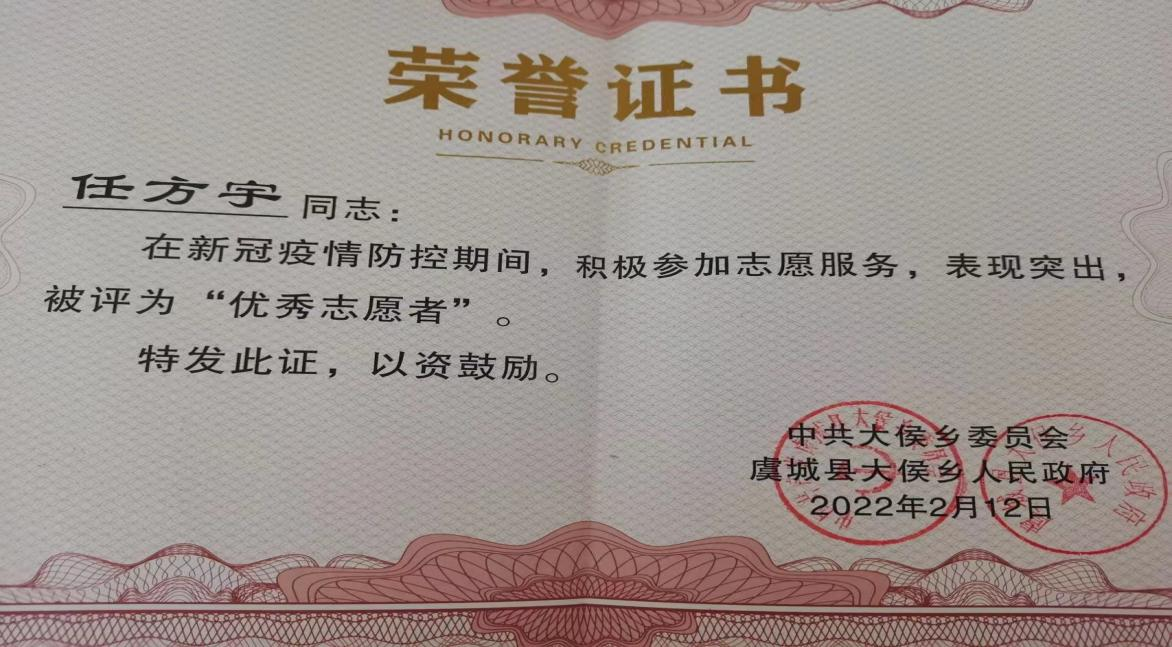 荣誉证书
HONORARY CREDENTIAL
任方宇 同志：
在新冠疫情防控期间，积极参加志愿服务，表现突出，
被评为“优秀志愿者”。
特发此证，以资鼓励。
中共大侯乡委员会
虞城县大侯乡人民政府
2022年2月12日